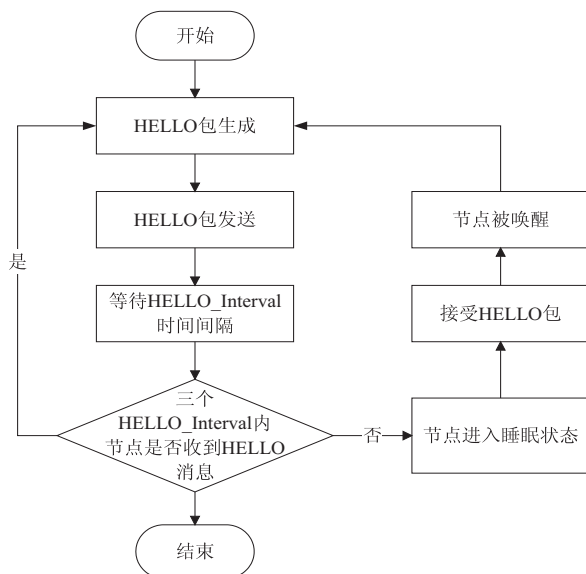 开始
HELLO包生成
HELLO包发送
是
节点被唤醒
等待HELLO_Interval
时间间隔
接受HELLO包
三个
HELLO_Interval内
节点是否收到HELLO
消息
否
节点进入睡眠状态
结束